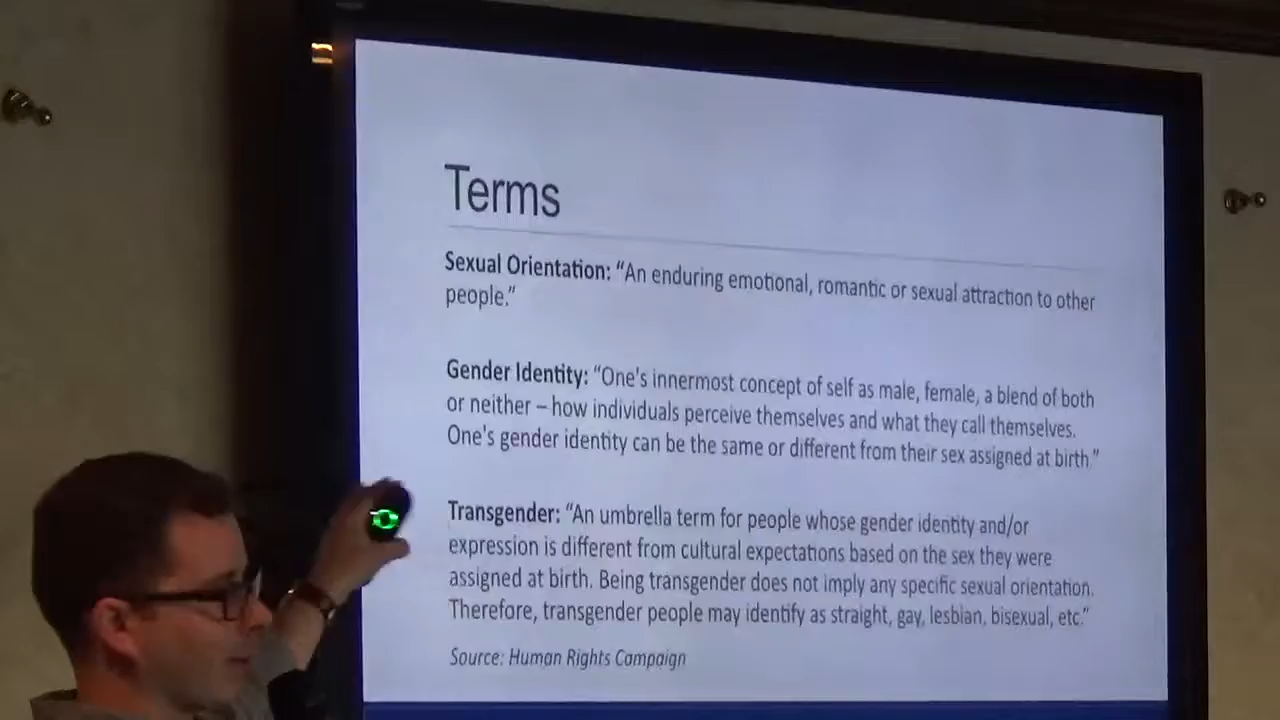 Terms
Sexual Orientation: “An enduring emotional, romantic or sexual attraction to other
people.”
Gender Identity: “One's innermost concept of self as male, female, a blend of both
or neither – how individuals perceive themselves and what they call themselves.
One's gender identity can be the same or different from their sex assigned at birth.”
Transgender: “An umbrella term for people whose gender identity and/or
expression is different from cultural expectations based on the sex they were
assigned at birth. Being transgender does not imply any specific sexual orientation.
Therefore, transgender people may identify as straight, gay, lesbian, bisexual, etc.”
Source: Human Rights Campaign